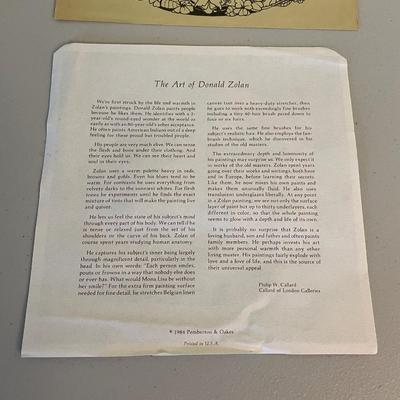 The Art of Donald Zolan
We're first struck by the life and warmth in
Zolan's paintings. Donald Zolan paints people
because he likes them. He identifies with a 2-
year-old's round-eyed wonder at the world as
easily as with an 80-year-old's sober acceptance.
He often paints American Indians out of a deep
feeling for these proud but troubled people.
His people are very much alive. We can sense
the flesh and bone under their clothing. And
their eyes hold us. We can see their heart and
soul in their eyes.
Zolan uses a warm palette heavy in reds,
browns and golds. Even his blues tend to be
warm. For contrasts he uses everything from
velvety darks to the sunniest whites. For flesh
tones he experiments until he finds the exact
mixture of tints that will make the painting live
and quiver.
He lets us feel the state of his subject's mind
through every part of his body. We can tell if he
is tense or relaxed just from the set of his
shoulders or the curve of his back. Zolan of
course spent years studying human anatomy.
He captures his subject's inner being largely
through magnificent detail, particularly in the
head. In his own words: "Each person smiles,
pouts or frowns in a way that nobody else does
or ever has. What would Mona Lisa be without
her smile?" For the extra firm painting surface
needed for fine detail, he stretches Belgian linen
canvas taut over a heavy-duty stretcher, then
he goes to work with exceedingly fine brushes
including a tiny 40-hair brush pared down to
four or so hairs.
He uses the same fine brushes for his
subject's realistic hair. He also employs the fan-
brush technique, which he discovered in his
studies of the old masters.
The extraordinary depth and luminosity of
his paintings may surprise us. We only expect it
in works of the old masters. Zolan spent years
going over their works and writings, both here
and in Europe, before learning their secrets.
Like them, he now mixes his own paints and
makes them unusually fluid. He also uses
translucent underglazes liberally. At any point
in a Zolan painting, we see not only the surface
layer of paint but up to thirty underlayers, each
different in color, so that the whole painting
seems to glow with a depth and life of its own.
It is probably no surprise that Zolan is a
loving husband, son and father and often paints
family members. He perhaps invests his art
with more personal warmth than any other
living master. His paintings fairly explode with
love and a love of life, and this is the source of
their universal appeal.
Philip W. Callard
Callard of London Galleries
© 1984 Pemberton & Oakes
Printed in U.S.A.